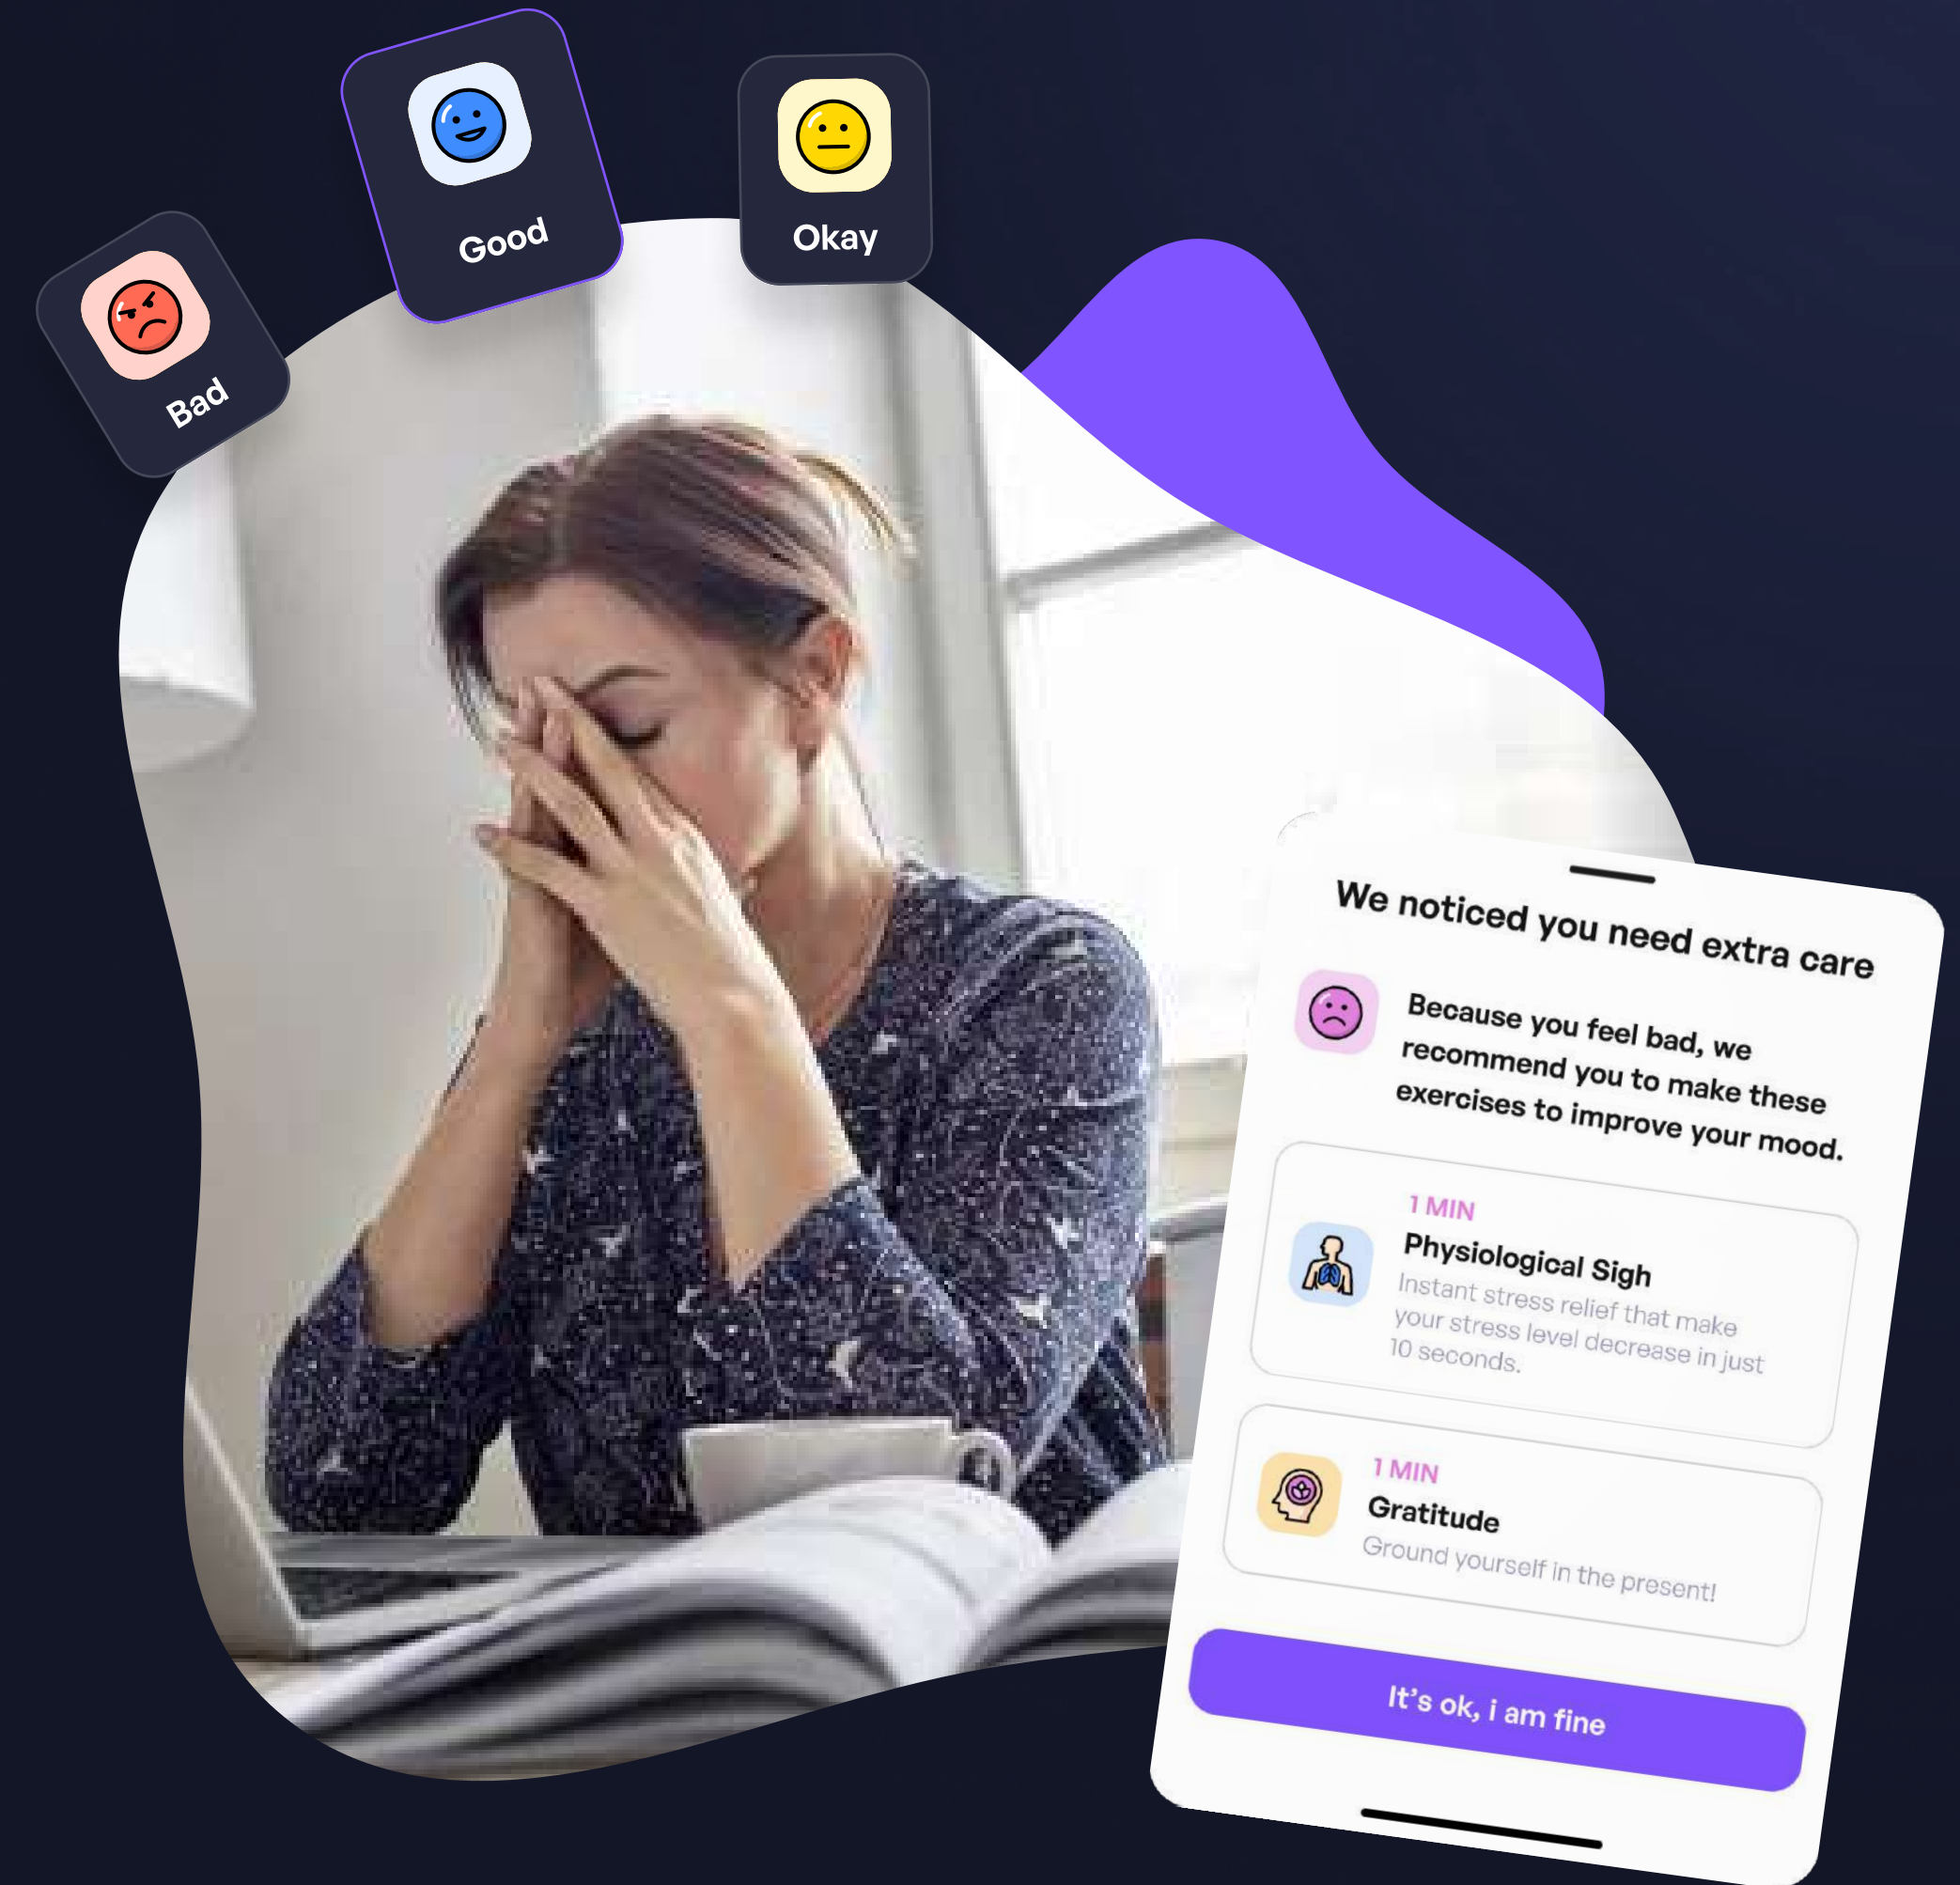 Good
Okay
Bad
We noticed you need extra care
Because you feel bad, we
recommend you to make these
exercises to improve your mood.
1 MIN
Physiological Sigh
Instant stress relief that make
your stress level decrease in just
10 seconds.
1 MIN
Gratitude
Ground yourself in the present!
It's ok, i am fine